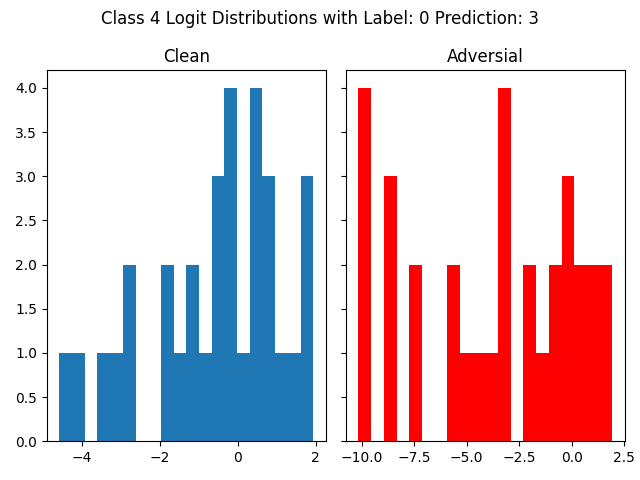 Class 4 Logit Distributions with Label: 0 Prediction: 3
Clean
Adversial
4.0
3.5
3.0
2.5
2.0
1.5
1.0
0.5
0.0
−4 −2 0 2
−10.0 −7.5 −5.0 −2.5 0.0 2.5